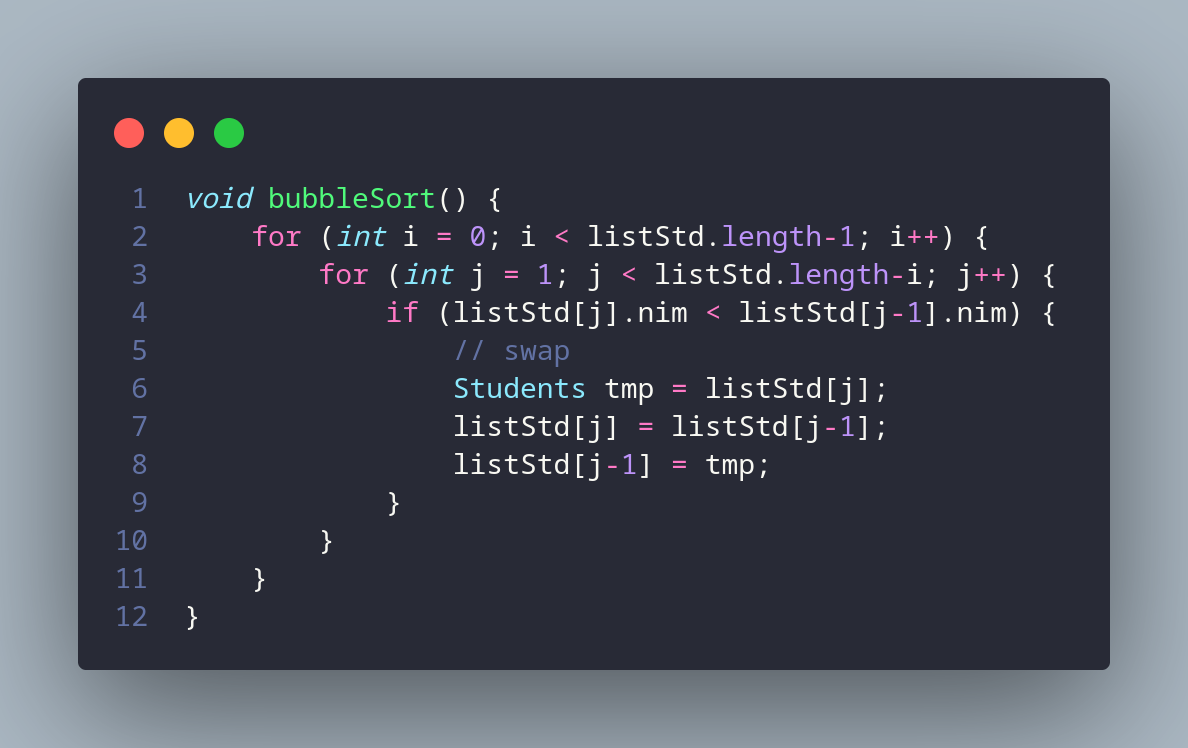 1 void bubbleSort() {
2     for (int i = 0; i < listStd.length-1; i++) {
3         for (int j = 1; j < listStd.length-i; j++) {
4             if (listStd[j].nim < listStd[j-1].nim) {
5                 // swap
6                 Students tmp = listStd[j];
7                 listStd[j] = listStd[j-1];
8                 listStd[j-1] = tmp;
9             }
10         }
11     }
12 }